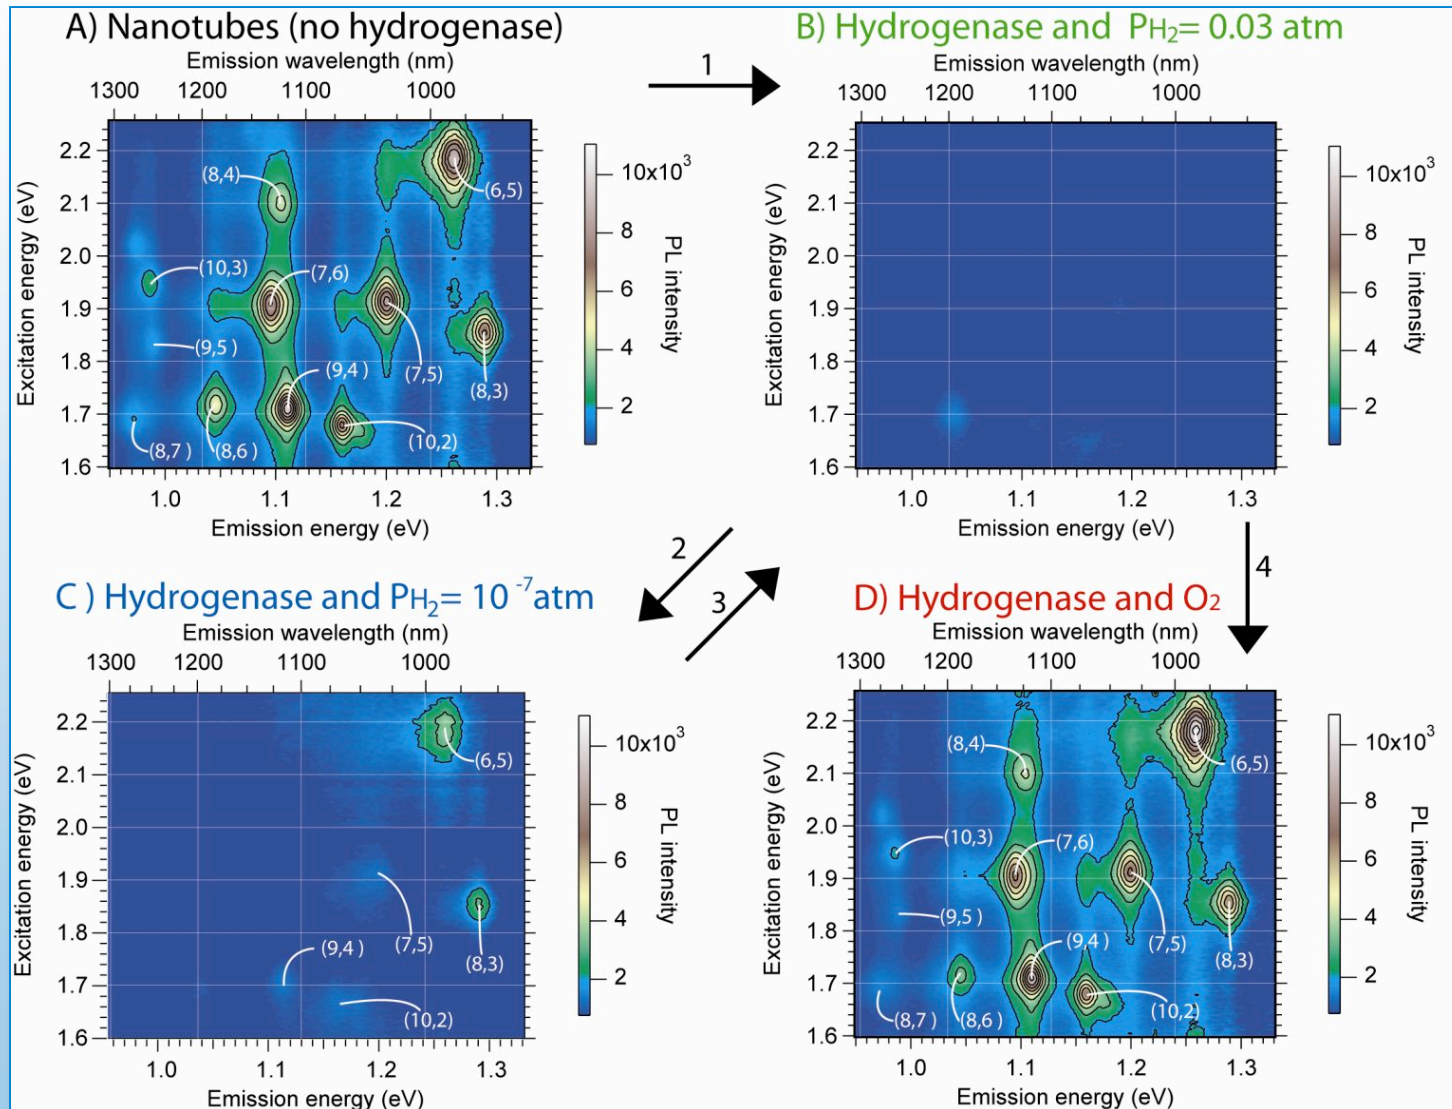 A) Nanotubes (no hydrogenase)
Emission wavelength (nm)
1300 1200 1100 1000
2.2
2.1
2.0
1.9
1.8
1.7
1.6
Excitation energy (eV)
(8,4)
(6,5)
(10,3)
(7,6)
(9,5 )
(9,4)
(7,5)
(8,3)
(8,7 )
(8,6)
(10,2)
1.0 1.1 1.2 1.3
Emission energy (eV)
10x10³
8
6
4
2
PL intensity
1
B) Hydrogenase and PH₂= 0.03 atm
Emission wavelength (nm)
1300 1200 1100 1000
2.2
2.1
2.0
1.9
1.8
1.7
1.6
Excitation energy (eV)
1.0 1.1 1.2 1.3
Emission energy (eV)
10x10³
8
6
4
2
PL intensity
2
3
4
C ) Hydrogenase and PH₂= 10⁻⁷ atm
Emission wavelength (nm)
1300 1200 1100 1000
2.2
2.1
2.0
1.9
1.8
1.7
1.6
Excitation energy (eV)
(6,5)
(9,4)
(7,5)
(8,3)
(10,2)
1.0 1.1 1.2 1.3
Emission energy (eV)
10x10³
8
6
4
2
PL intensity
D) Hydrogenase and O₂
Emission wavelength (nm)
1300 1200 1100 1000
2.2
2.1
2.0
1.9
1.8
1.7
1.6
Excitation energy (eV)
(8,4)
(6,5)
(10,3)
(7,6)
(9,5 )
(9,4)
(7,5)
(8,3)
(8,7 )
(8,6)
(10,2)
1.0 1.1 1.2 1.3
Emission energy (eV)
10x10³
8
6
4
2
PL intensity